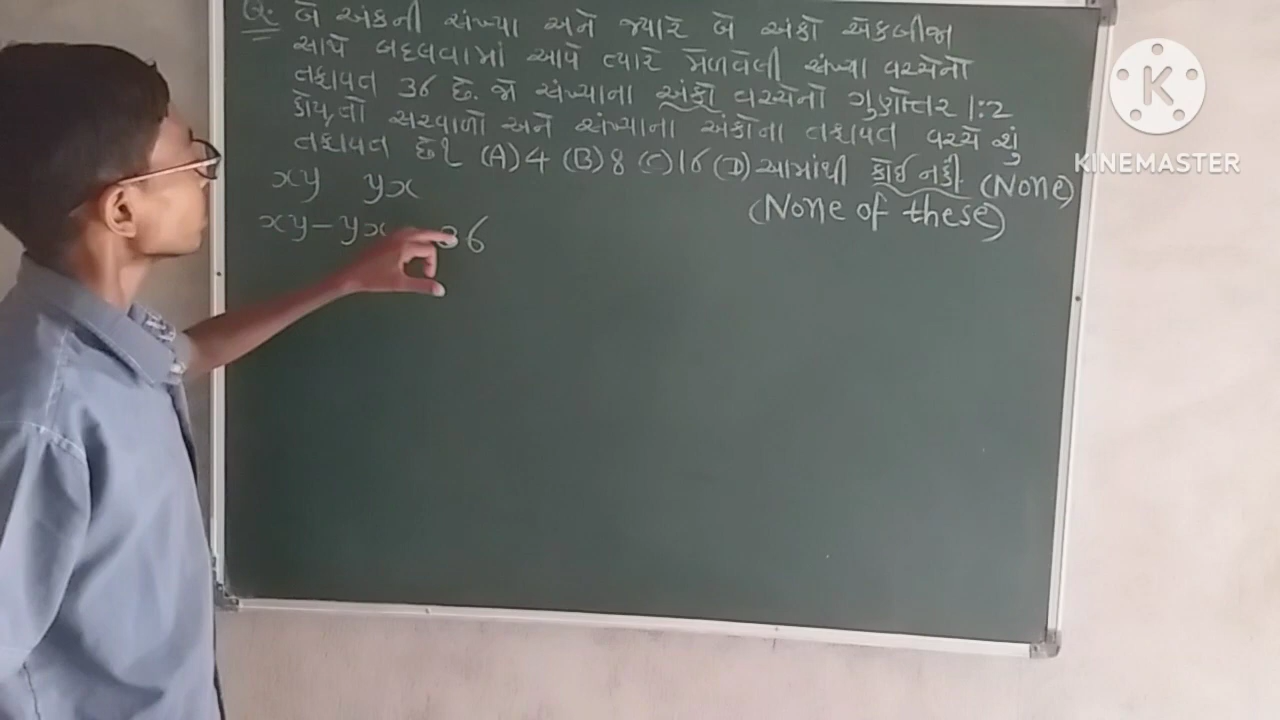 Q: બે અંકની સંખ્યા અને જ્યારે બે અંકો એકબીજા
સાથે બદલવામાં આવે ત્યારે મેળવેલી સંખ્યા વચ્ચેનો
તફાવત 36 છે. જો સંખ્યાના અંકો વચ્ચેનો ગુણોત્તર 1:2
હોય, તો સરવાળો અને સંખ્યાના અંકોના તફાવત વચ્ચે શું
તફાવત છે? (A) 4 (B) 8 (C) 16 (D) આમાંથી કોઈ નહીં. (None)
(None of these)
xy yx
xy - yx 36
K
KINEMASTER